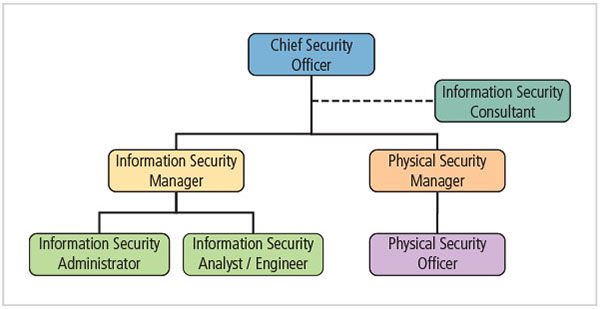 Chief Security
Officer
Information Security
Consultant
Information Security
Manager
Physical Security
Manager
Information Security
Administrator
Information Security
Analyst / Engineer
Physical Security
Officer